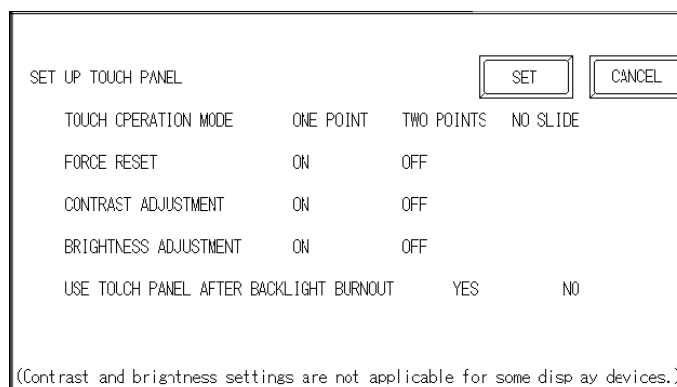 SET UP TOUCH PANEL SET CANCEL
TOUCH OPERATION MODE ONE POINT TWO POINTS NO SLIDE
FORCE RESET ON OFF
CONTRAST ADJUSTMENT ON OFF
BRIGHTNESS ADJUSTMENT ON OFF
USE TOUCH PANEL AFTER BACKLIGHT BURNOUT YES NO
(Contrast and brightness settings are not applicable for some display devices.)